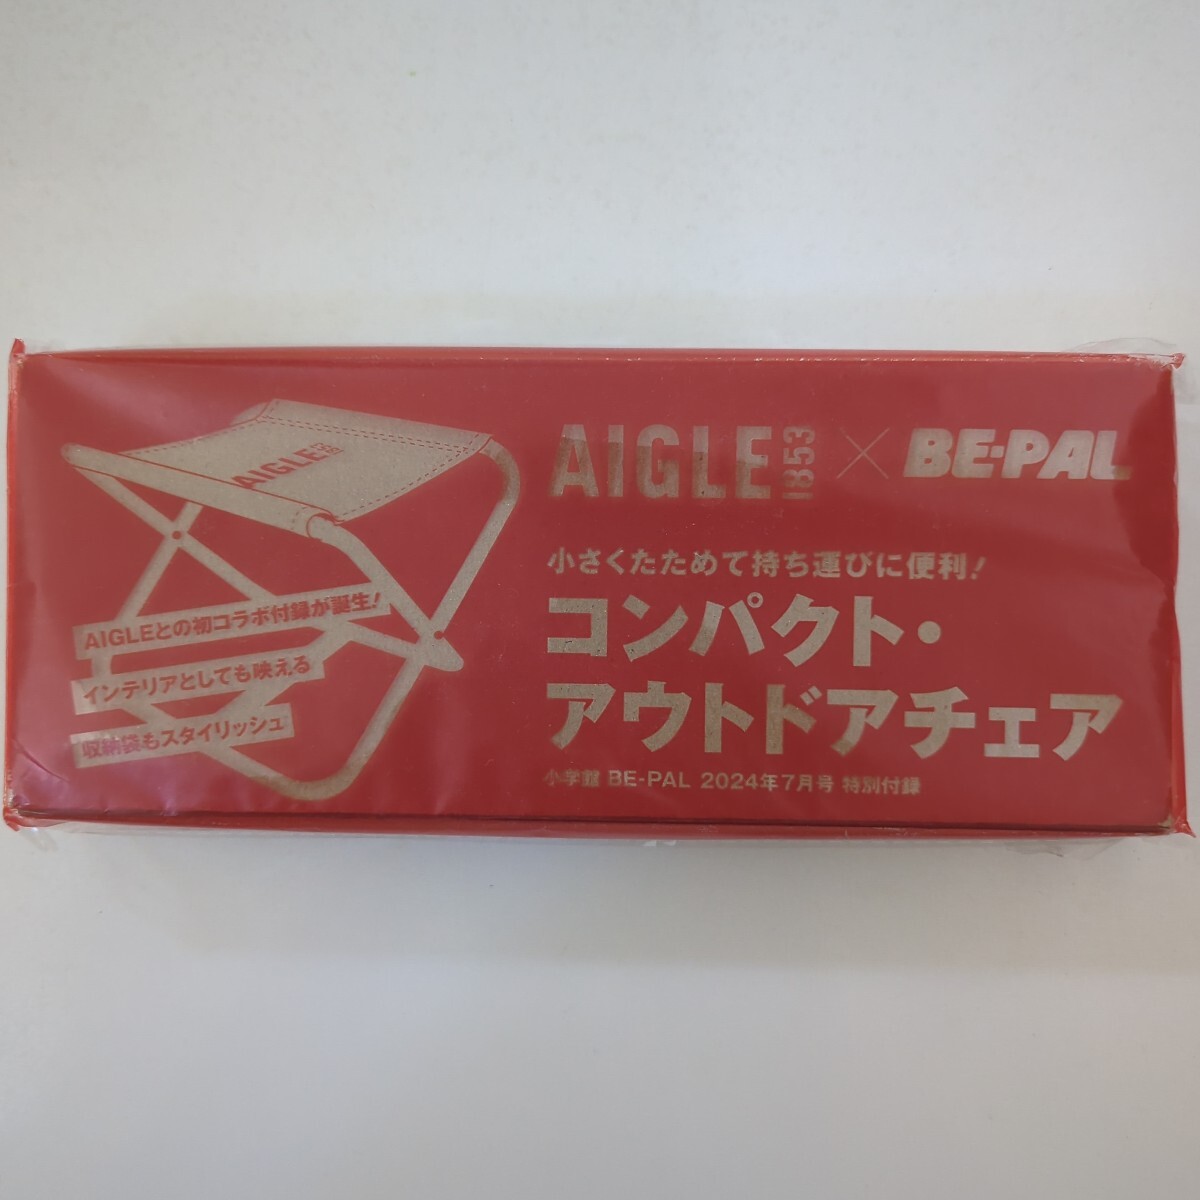 AIGLE 1853 × BE-PAL
小さくたためて持ち運びに便利!
コンパクト・
アウトドアチェア
小学館 BE-PAL 2024年7月号 特別付録
AIGLE 1853
AIGLEとの初コラボ付録が誕生!
インテリアとしても映える
収納袋もスタイリッシュ